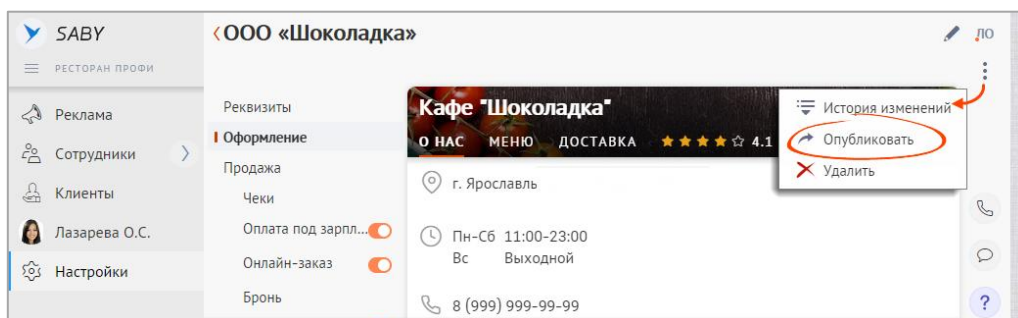 SABY
РЕСТОРАН ПРОФИ
Реклама
Сотрудники
Клиенты
Лазарева О.С.
Настройки
ООО «Шоколадка»
ЛО
Реквизиты
Оформление
Продажа
Чеки
Оплата под зарпл...
Онлайн-заказ
Бронь
Кафе "Шоколадка"
О НАС МЕНЮ ДОСТАВКА 4.1
г. Ярославль
Пн-Сб 11:00-23:00
Вс Выходной
8 (999) 999-99-99
История изменений
Опубликовать
Удалить
?